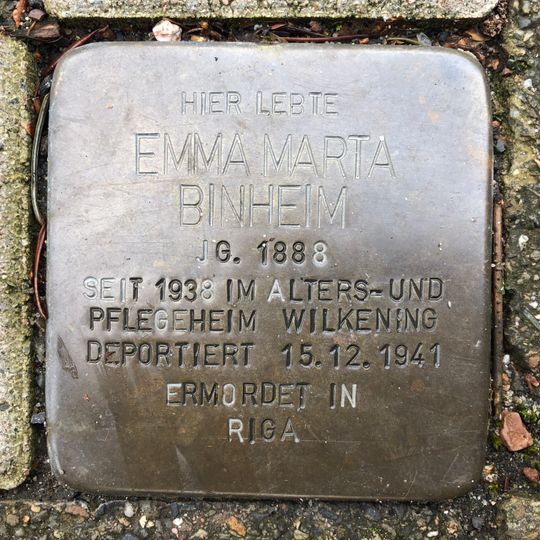 HIER LEBTE
EMMA MARTA
BINHEIM
JG. 1888
SEIT 1938 IM ALTERS-UND
PFLEGEHEIM WILKENING
DEPORTIERT 15.12.1941
ERMORDET IN
RIGA